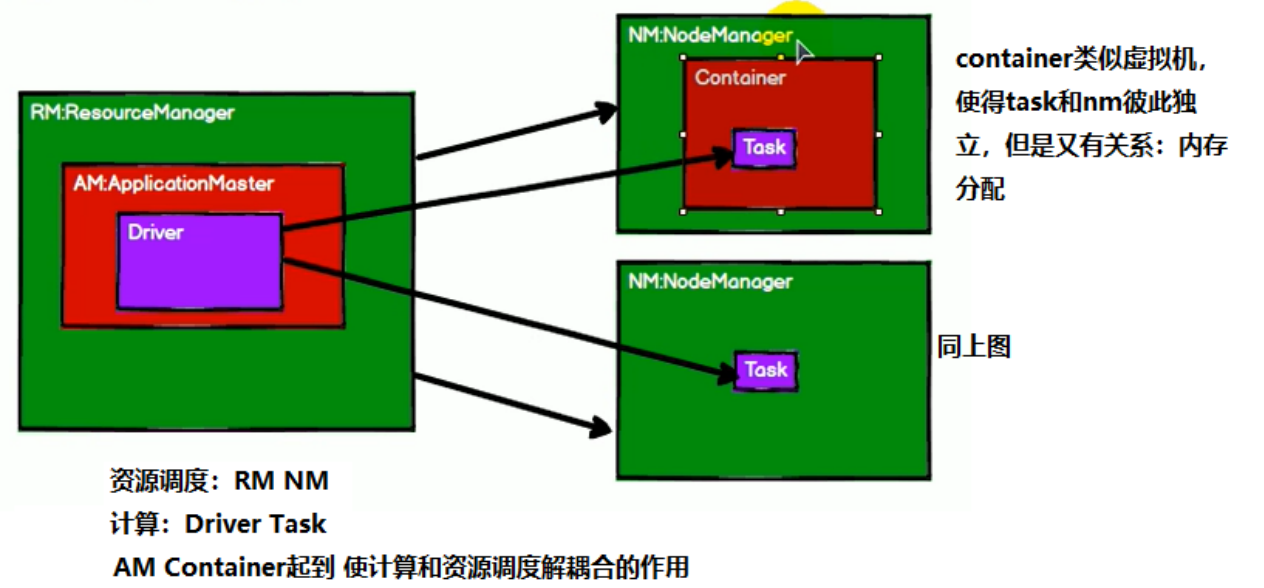 RM:ResourceManager
AM:ApplicationMaster
Driver
NM:NodeManager
Container
Task
container类似虚拟机，
使得task和nm彼此独
立，但是又有关系：内存
分配
NM:NodeManager
Task
同上图
资源调度：RM NM
计算：Driver Task
AM Container起到 使计算和资源调度解耦合的作用